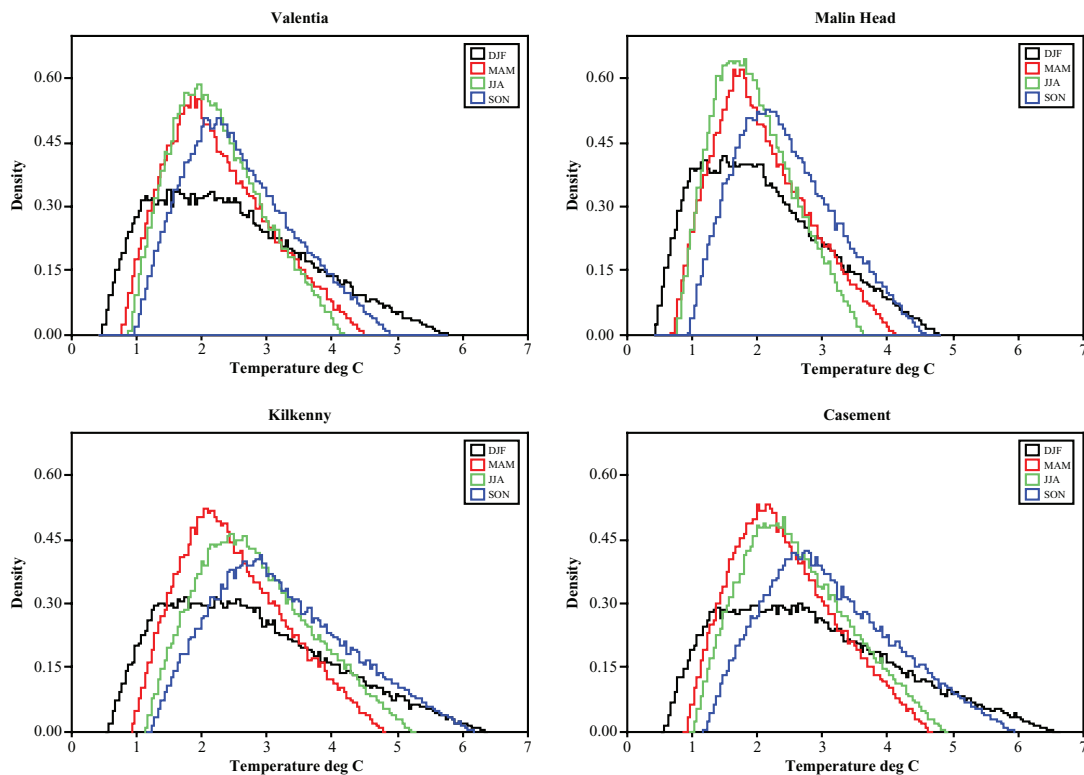 Valentia
Density
0.60
0.45
0.30
0.15
0.00
0 1 2 3 4 5 6 7
Temperature deg C
DJF
MAM
JJA
SON
Malin Head
Density
0.60
0.45
0.30
0.15
0.00
0 1 2 3 4 5 6 7
Temperature deg C
DJF
MAM
JJA
SON
Kilkenny
Density
0.60
0.45
0.30
0.15
0.00
0 1 2 3 4 5 6 7
Temperature deg C
DJF
MAM
JJA
SON
Casement
Density
0.60
0.45
0.30
0.15
0.00
0 1 2 3 4 5 6 7
Temperature deg C
DJF
MAM
JJA
SON